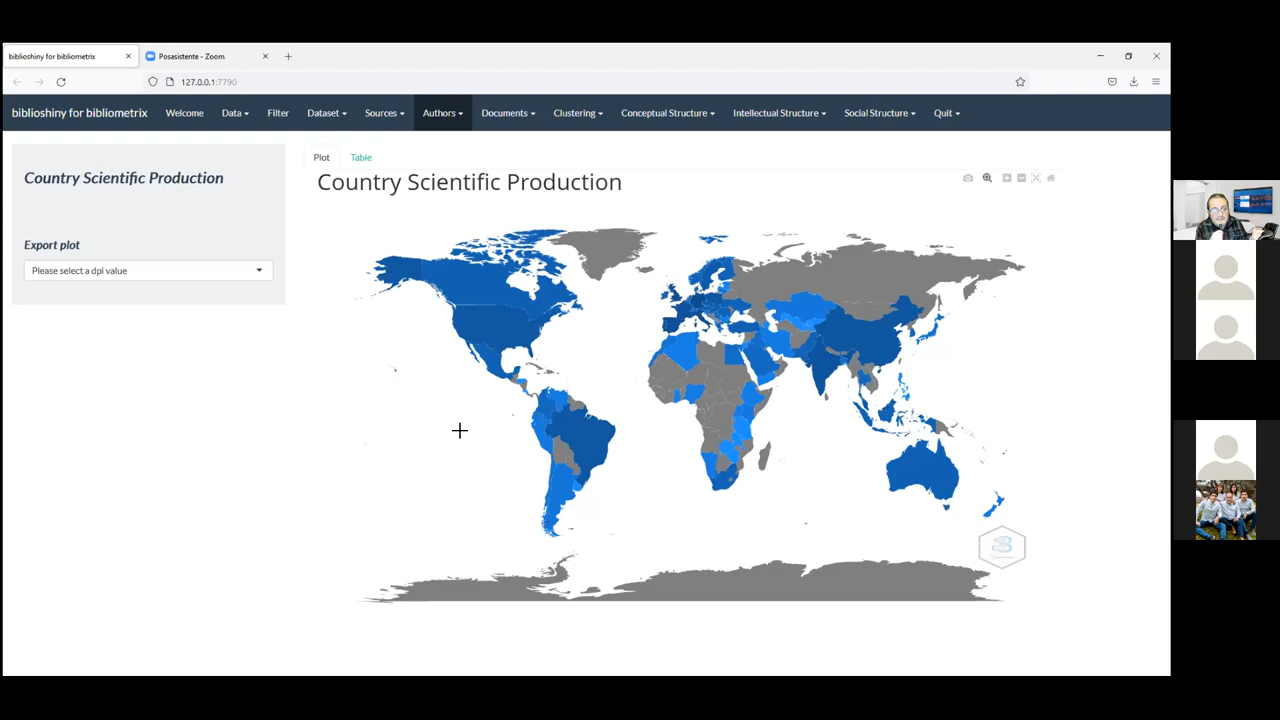 biblioshiny for bibliometrix
Posasistente - Zoom
127.0.0.1:7790
biblioshiny for bibliometrix Welcome Data Filter Dataset Sources Authors Documents Clustering Conceptual Structure Intellectual Structure Social Structure Quit
Country Scientific Production
Export plot
Please select a dpi value
Plot Table
Country Scientific Production